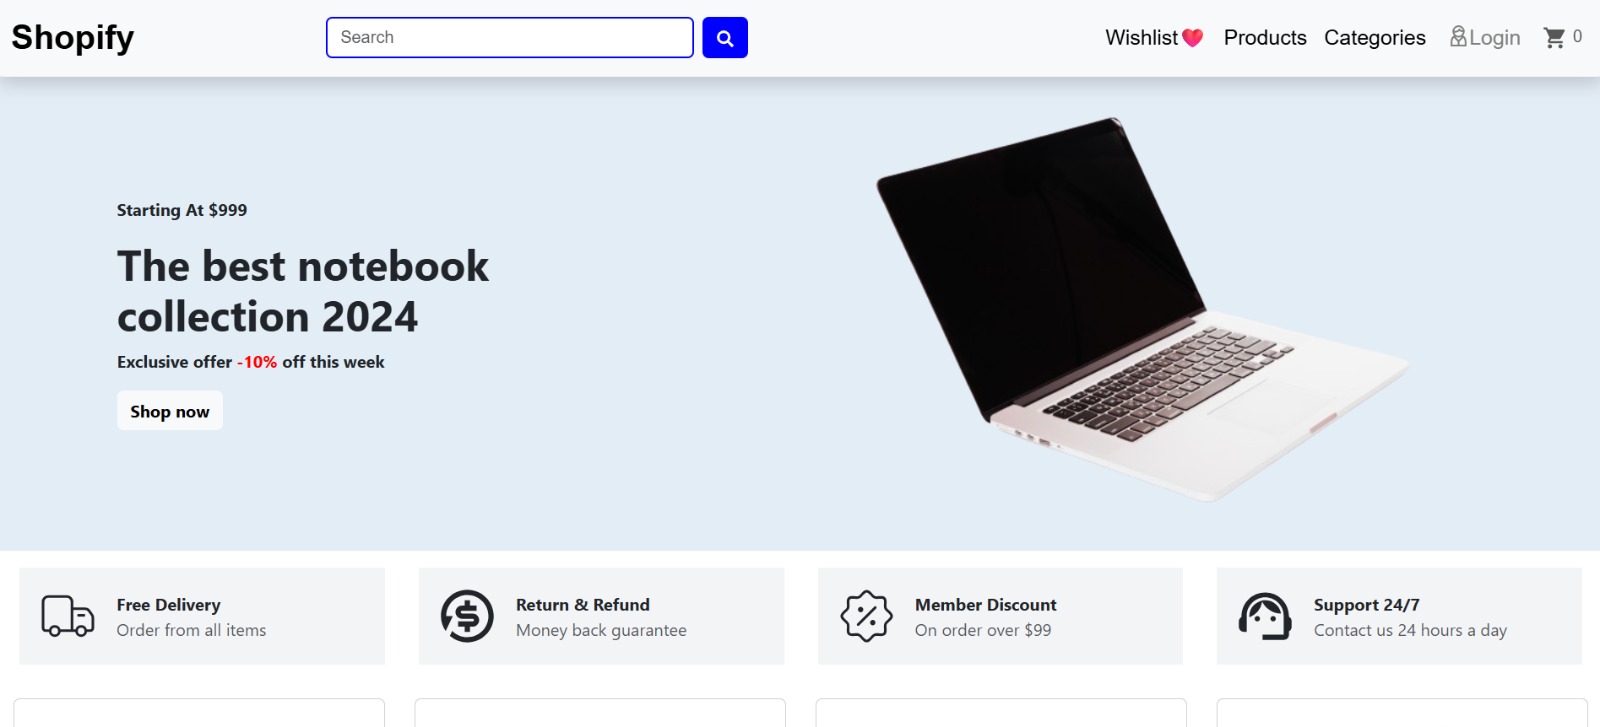 Shopify
Search
Wishlist
Products
Categories
Login
0
Starting At $999
The best notebook
collection 2024
Exclusive offer -10% off this week
Shop now
Free Delivery
Order from all items
Return & Refund
Money back guarantee
Member Discount
On order over $99
Support 24/7
Contact us 24 hours a day